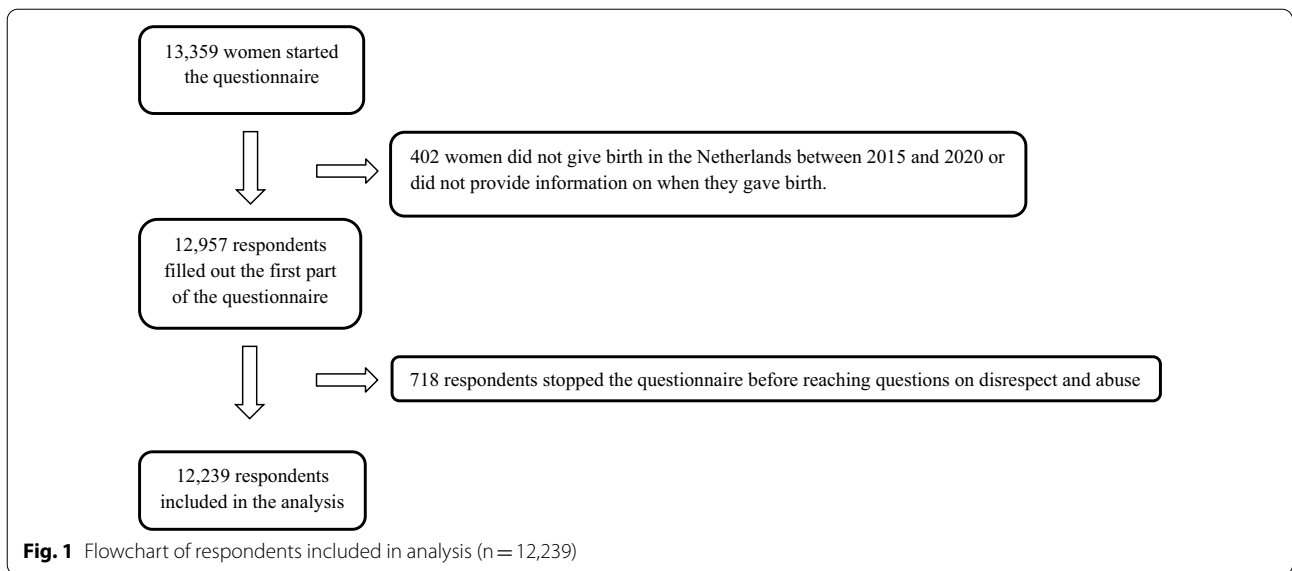 13,359 women started
the questionnaire
402 women did not give birth in the Netherlands between 2015 and 2020 or
did not provide information on when they gave birth.
12,957 respondents
filled out the first part
of the questionnaire
718 respondents stopped the questionnaire before reaching questions on disrespect and abuse
12,239 respondents
included in the analysis
Fig. 1 Flowchart of respondents included in analysis (n = 12,239)